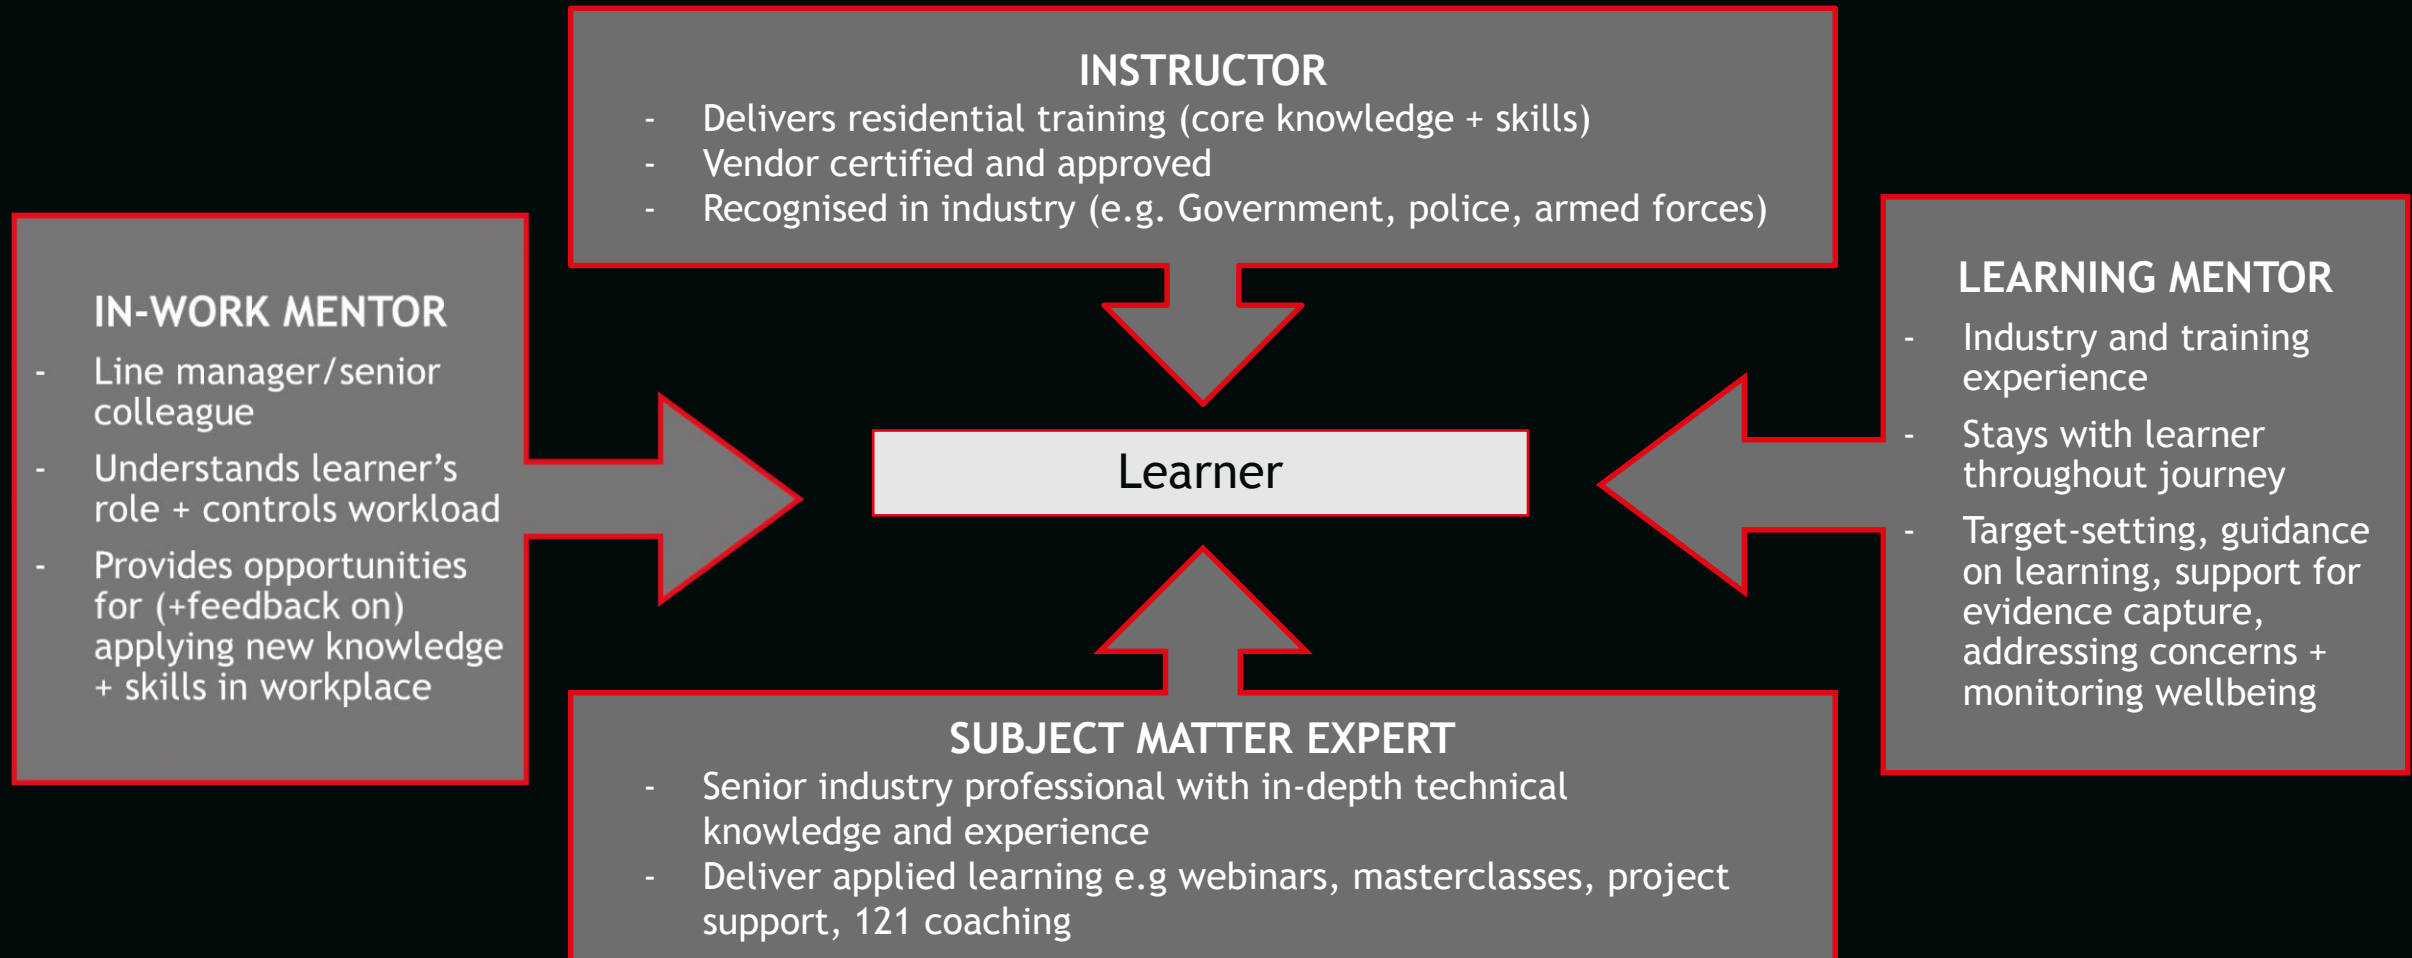 INSTRUCTOR
- Delivers residential training (core knowledge + skills)
- Vendor certified and approved
- Recognised in industry (e.g. Government, police, armed forces)
IN-WORK MENTOR
- Line manager/senior
colleague
- Understands learner’s
role + controls workload
- Provides opportunities
for (+feedback on)
applying new knowledge
+ skills in workplace
Learner
LEARNING MENTOR
- Industry and training
experience
- Stays with learner
throughout journey
- Target-setting, guidance
on learning, support for
evidence capture,
addressing concerns +
monitoring wellbeing
SUBJECT MATTER EXPERT
- Senior industry professional with in-depth technical
knowledge and experience
- Deliver applied learning e.g webinars, masterclasses, project
support, 121 coaching